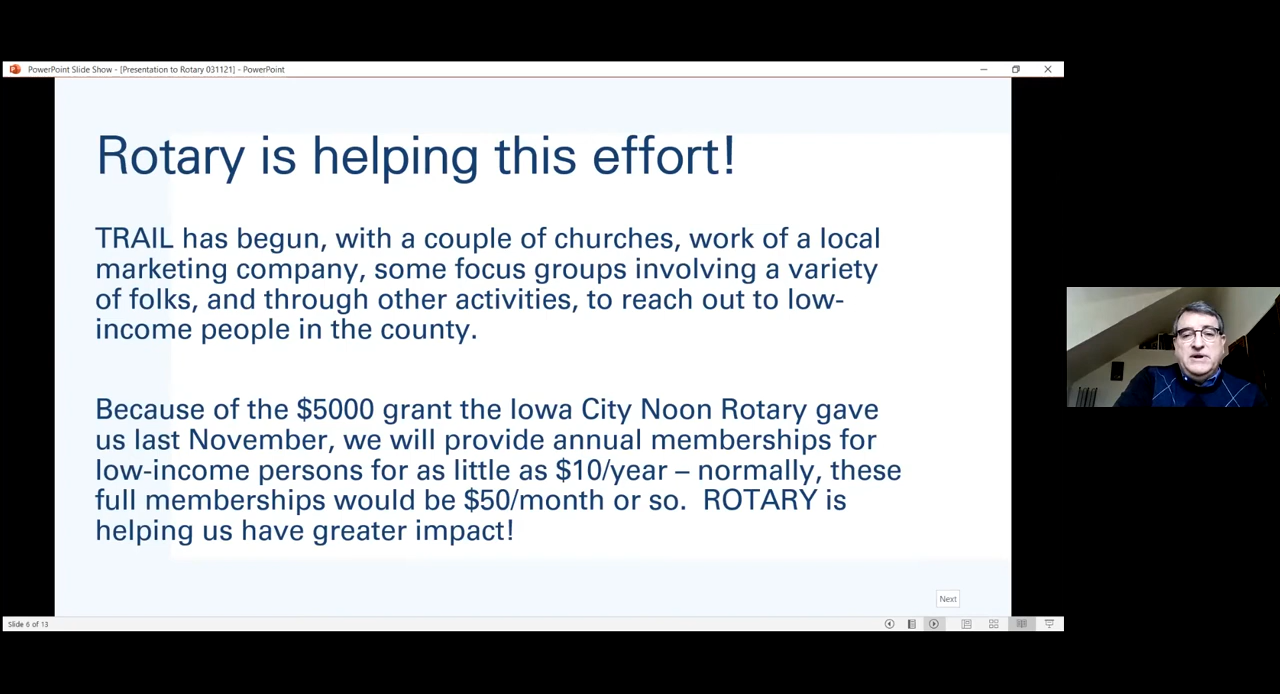 PowerPoint Slide Show - [Presentation to Rotary 031121] - PowerPoint
Rotary is helping this effort!
TRAIL has begun, with a couple of churches, work of a local
marketing company, some focus groups involving a variety
of folks, and through other activities, to reach out to low-
income people in the county.
Because of the $5000 grant the Iowa City Noon Rotary gave
us last November, we will provide annual memberships for
low-income persons for as little as $10/year – normally, these
full memberships would be $50/month or so.  ROTARY is
helping us have greater impact!
Next
Slide 6 of 13